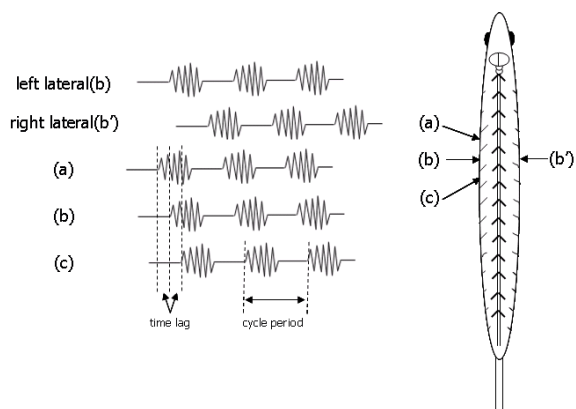 left lateral(b)
right lateral(b’)
(a)
(b)
(c)
time lag
cycle period
(a)
(b)
(c)
(b’)